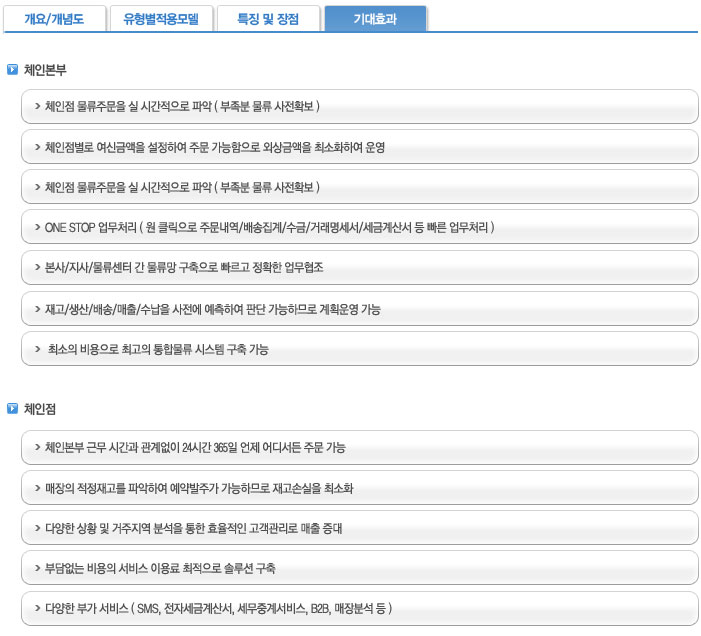 개요/개념도 유형별적용모델 특징 및 장점 기대효과
체인본부
> 체인점 물류주문을 실 시간적으로 파악 ( 부족분 물류 사전확보 )
> 체인점별로 여신금액을 설정하여 주문 가능함으로 외상금액을 최소화하여 운영
> 체인점 물류주문을 실 시간적으로 파악 ( 부족분 물류 사전확보 )
> ONE STOP 업무처리 ( 원 클릭으로 주문내역/배송집계/수금/거래명세서/세금계산서 등 빠른 업무처리 )
> 본사/지사/물류센터 간 물류망 구축으로 빠르고 정확한 업무협조
> 재고/생산/배송/매출/수납을 사전에 예측하여 판단 가능하므로 계획운영 가능
> 최소의 비용으로 최고의 통합물류 시스템 구축 가능
체인점
> 체인본부 근무 시간과 관계없이 24시간 365일 언제 어디서든 주문 가능
> 매장의 적정재고를 파악하여 예약발주가 가능하므로 재고손실을 최소화
> 다양한 상황 및 거주지역 분석을 통한 효율적인 고객관리로 매출 증대
> 부담없는 비용의 서비스 이용료 최적으로 솔루션 구축
> 다양한 부가 서비스 ( SMS, 전자세금계산서, 세무중계서비스, B2B, 매장분석 등 )